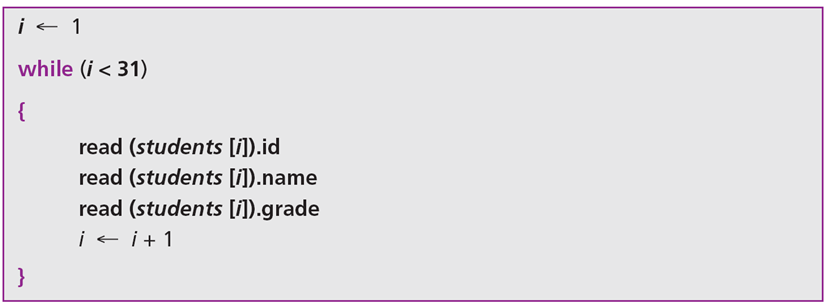 i ← 1
while (i < 31)
{
read (students [i]).id
read (students [i]).name
read (students [i]).grade
i ← i + 1
}